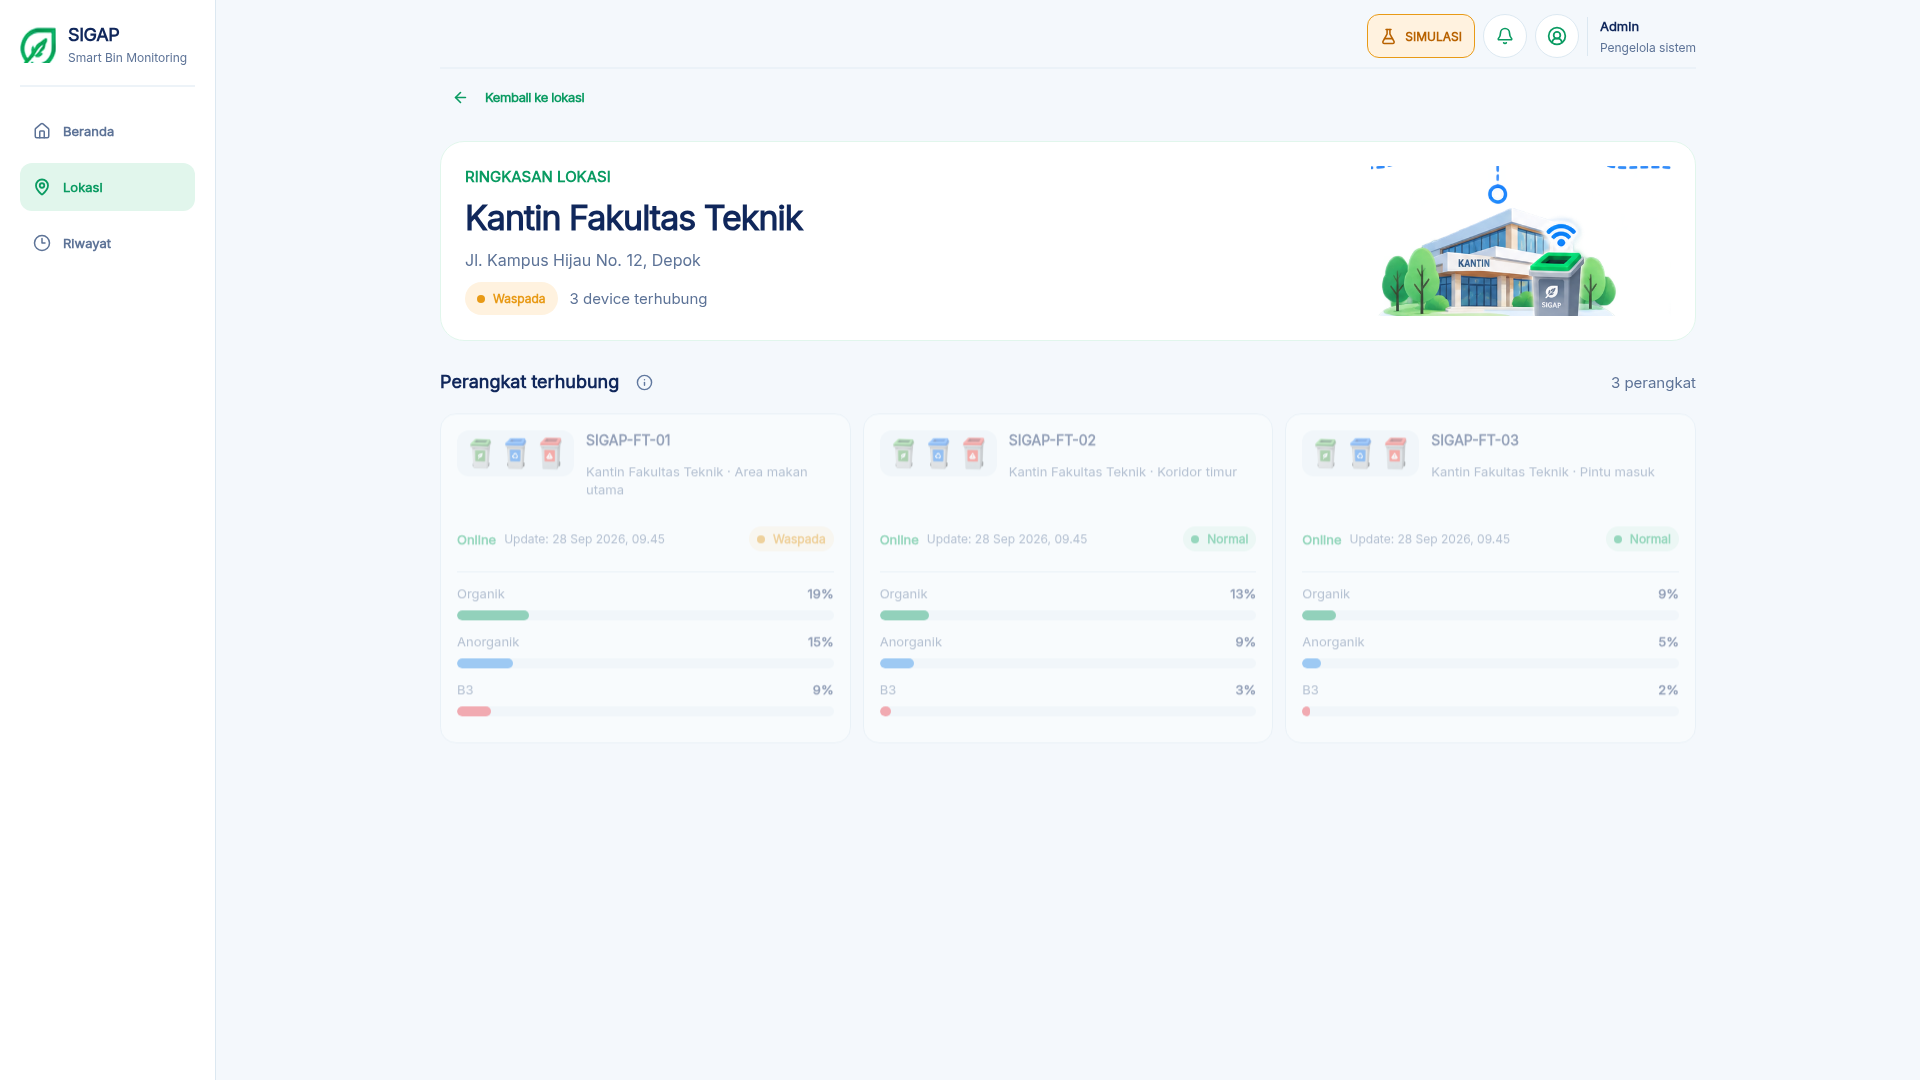 SIGAP
Smart Bin Monitoring
Beranda
Lokasi
Riwayat
SIMULASI
Admin
Pengelola sistem
Kembali ke lokasi
RINGKASAN LOKASI
Kantin Fakultas Teknik
Jl. Kampus Hijau No. 12, Depok
Waspada
3 device terhubung
KANTIN
SIGAP
Perangkat terhubung
3 perangkat
SIGAP-FT-01
Kantin Fakultas Teknik · Area makan
utama
Online Update: 28 Sep 2026, 09.45
Waspada
Organik 19%
Anorganik 15%
B3 9%
SIGAP-FT-02
Kantin Fakultas Teknik · Koridor timur
Online Update: 28 Sep 2026, 09.45
Normal
Organik 13%
Anorganik 9%
B3 3%
SIGAP-FT-03
Kantin Fakultas Teknik · Pintu masuk
Online Update: 28 Sep 2026, 09.45
Normal
Organik 9%
Anorganik 5%
B3 2%